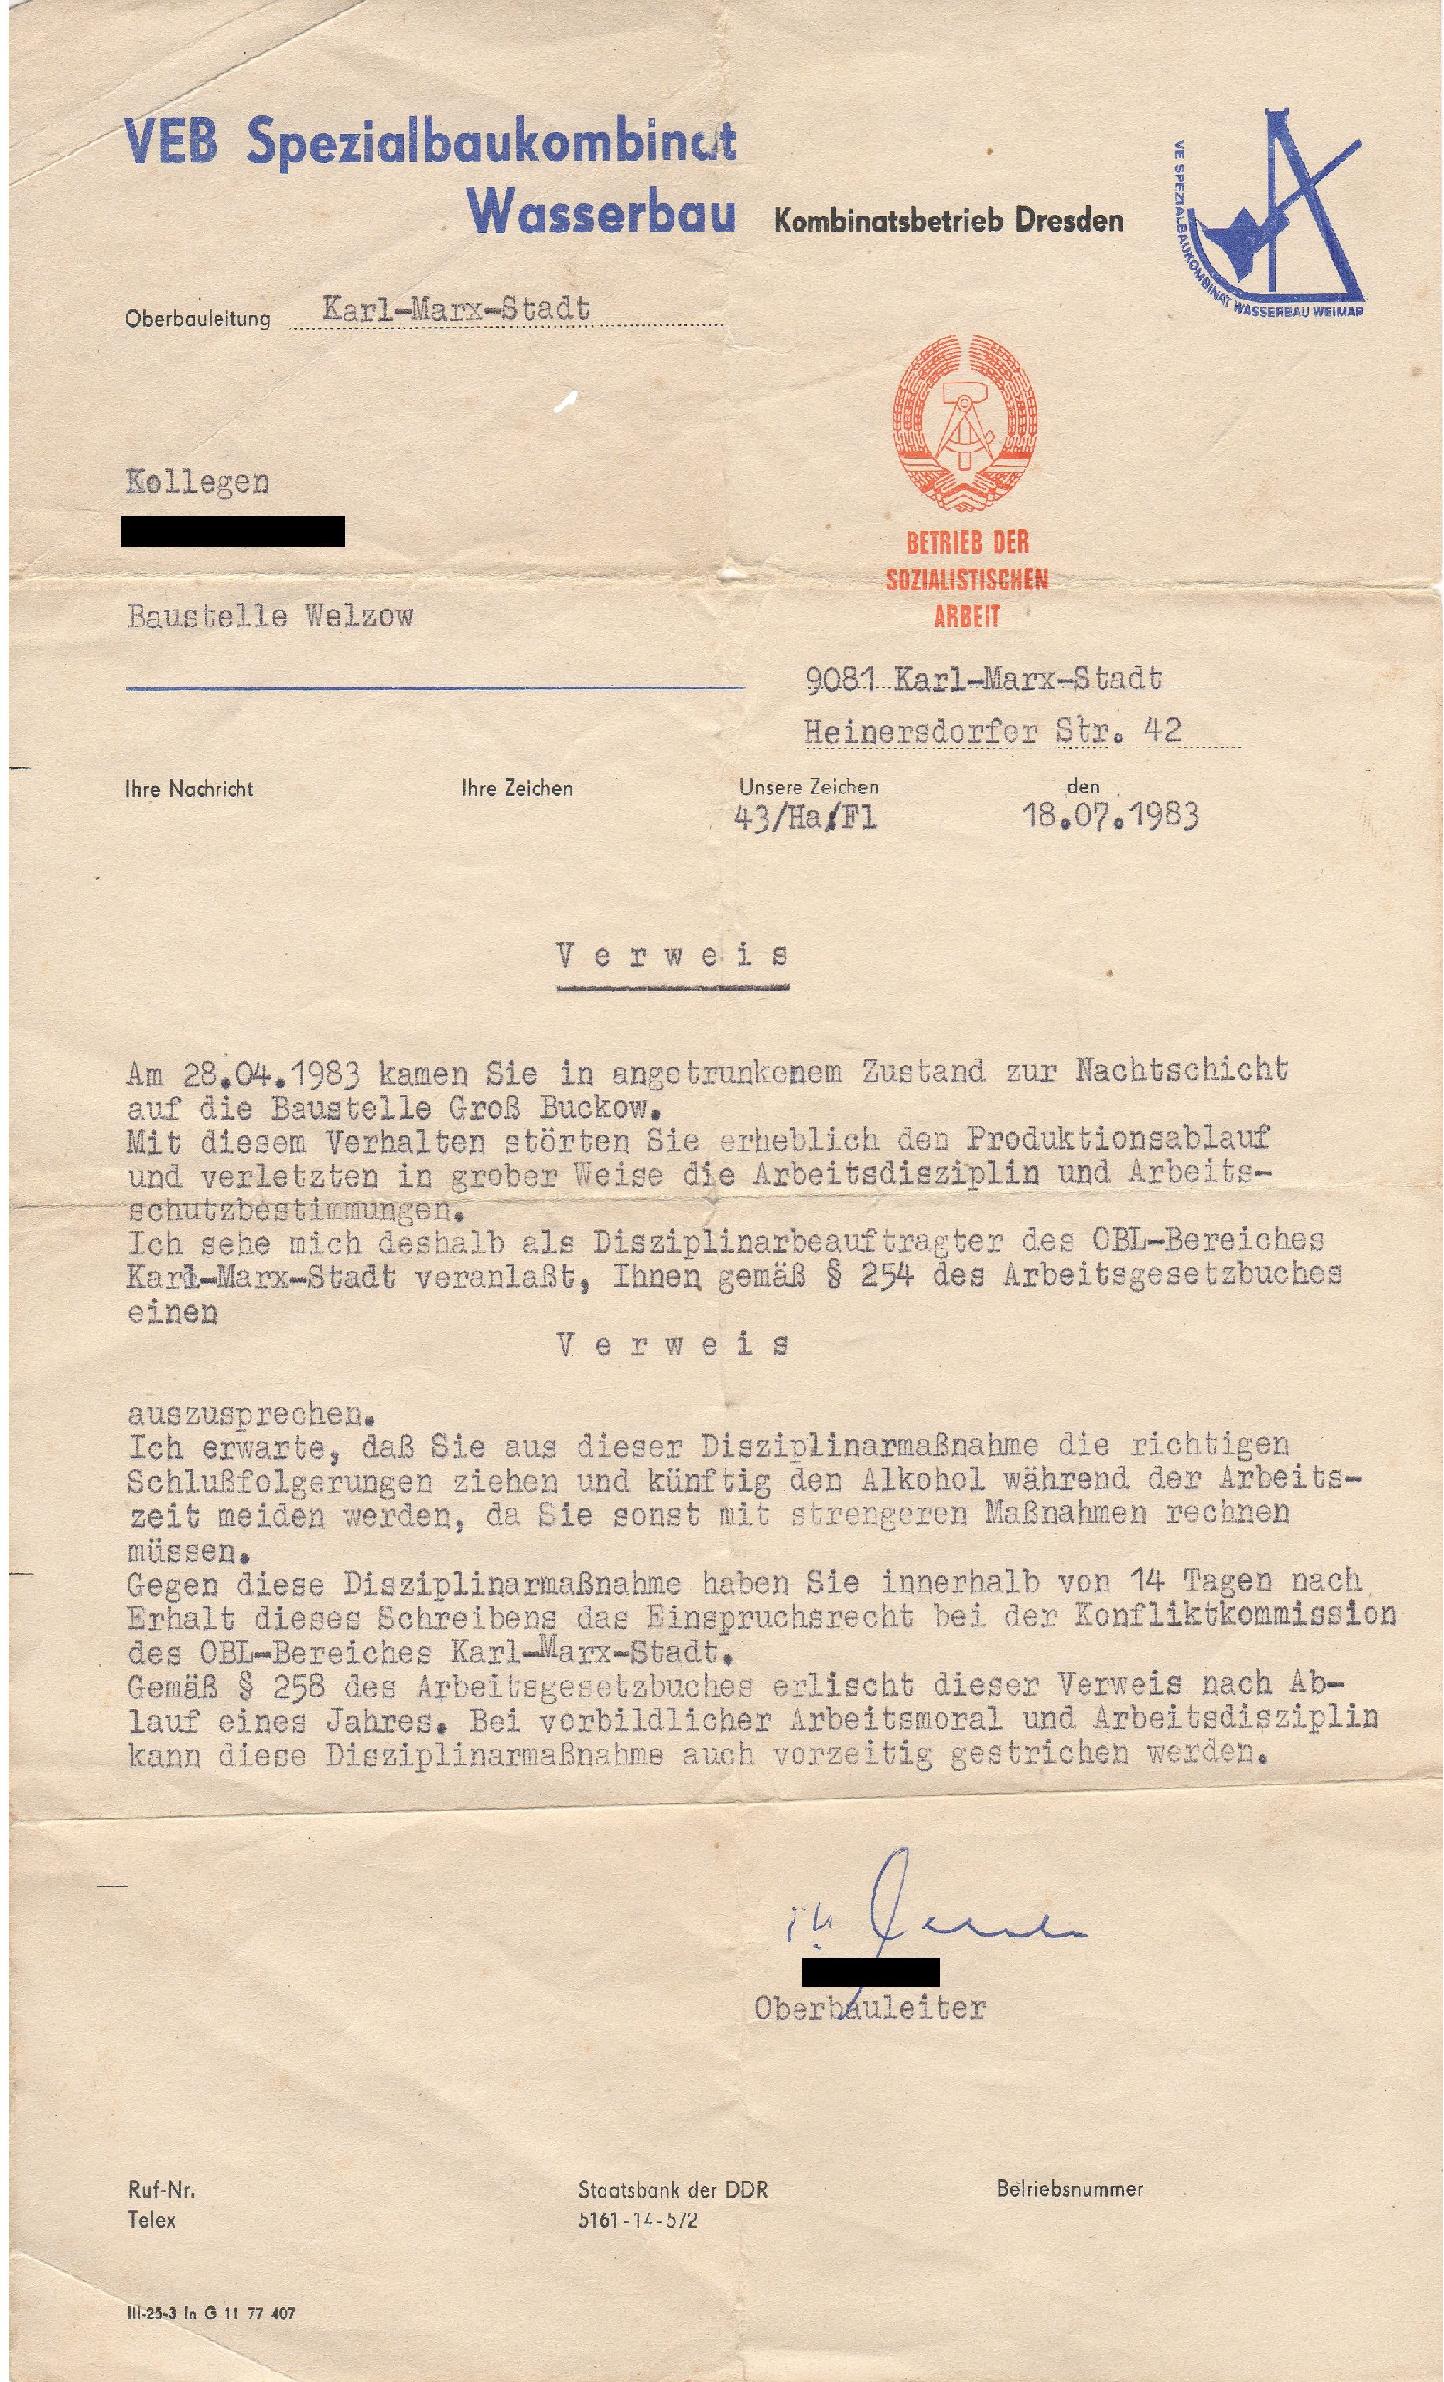 VEB Spezialbaukombinat
Wasserbau Kombinatsbetrieb Dresden
VE SPEZIALBAUKOMBINAT WASSERBAU WEIMAR
Oberbauleitung Karl-Marx-Stadt
Kollegen
BETRIEB DER
SOZIALISTISCHEN
ARBEIT
Baustelle Welzow
9081 Karl-Marx-Stadt
Heinersdorfer Str. 42
Ihre Nachricht Ihre Zeichen Unsere Zeichen den
43/Ha/Fl 18.07.1983
V e r w e i s
Am 28.04.1983 kamen Sie in angetrunkenem Zustand zur Nachtschicht
auf die Baustelle Groß Buckow.
Mit diesem Verhalten störten Sie erheblich den Produktionsablauf
und verletzten in grober Weise die Arbeitsdisziplin und Arbeits-
schutzbestimmungen.
Ich sehe mich deshalb als Disziplinarbeauftragter des OBL-Bereiches
Karl-Marx-Stadt veranlaßt, Ihnen gemäß § 254 des Arbeitsgesetzbuches
einen
V e r w e i s
auszusprechen.
Ich erwarte, daß Sie aus dieser Disziplinarmaßnahme die richtigen
Schlußfolgerungen ziehen und künftig den Alkohol während der Arbeits-
zeit meiden werden, da Sie sonst mit strengeren Maßnahmen rechnen
müssen.
Gegen diese Disziplinarmaßnahme haben Sie innerhalb von 14 Tagen nach
Erhalt dieses Schreibens das Einspruchsrecht bei der Konfliktkommission
des OBL-Bereiches Karl-Marx-Stadt.
Gemäß § 258 des Arbeitsgesetzbuches erlischt dieser Verweis nach Ab-
lauf eines Jahres. Bei vorbildlicher Arbeitsmoral und Arbeitsdisziplin
kann diese Disziplinarmaßnahme auch vorzeitig gestrichen werden.
Oberbauleiter
Ruf-Nr. Staatsbank der DDR Betriebsnummer
Telex 5161-14-572
III-25-3 In G 11 77 407